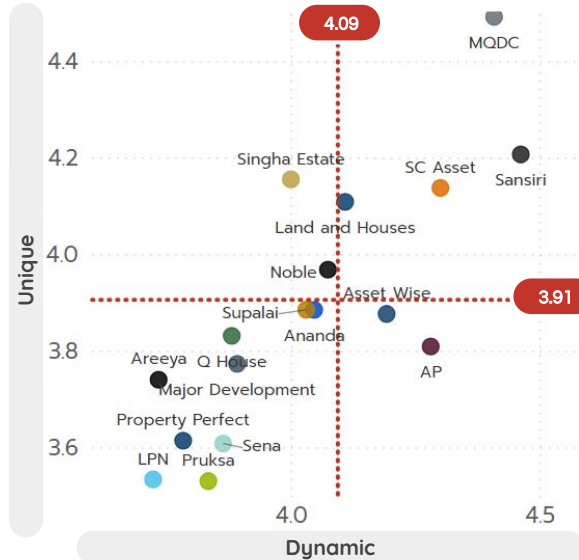 4.09
MQDC
4.4
4.2
Singha Estate
SC Asset
Sansiri
Land and Houses
4.0
Noble
Asset Wise
3.91
Supalai
Ananda
3.8
Areeya
Q House
AP
Major Development
Property Perfect
3.6
Sena
LPN
Pruksa
4.0
4.5
Unique
Dynamic